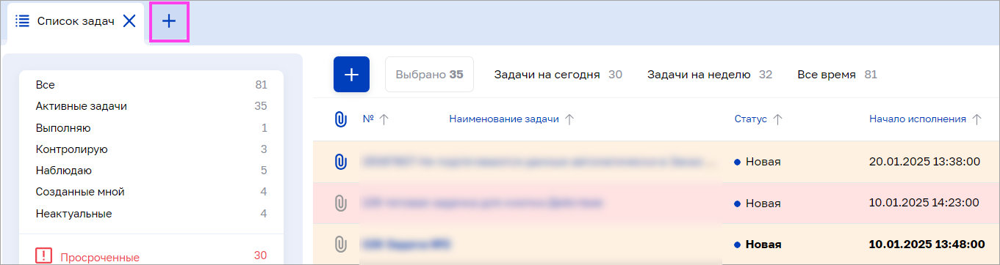 Список задач
Все 81
Активные задачи 35
Выполняю 1
Контролирую 3
Наблюдаю 5
Созданные мной 4
Неактуальные 4
Просроченные 30
Выбрано 35 Задачи на сегодня 30 Задачи на неделю 32 Все время 81
№ Наименование задачи Статус Начало исполнения
Новая 20.01.2025 13:38:00
Новая 10.01.2025 14:23:00
Новая 10.01.2025 13:48:00